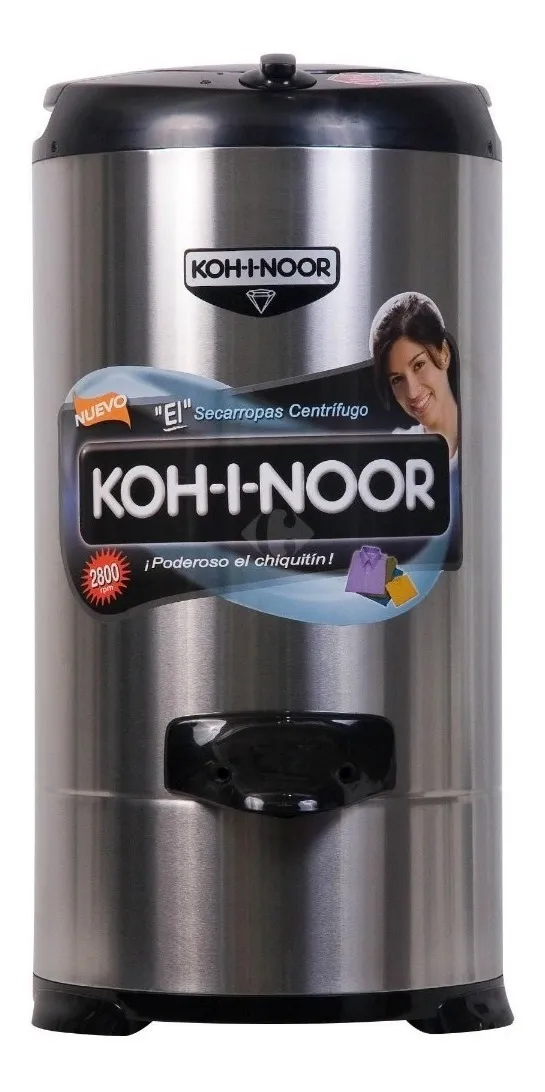 KOH-I-NOOR
NUEVO
"El" Secarropas Centrífugo
KOH-I-NOOR
2800
rpm
¡Poderoso el chiquitín!